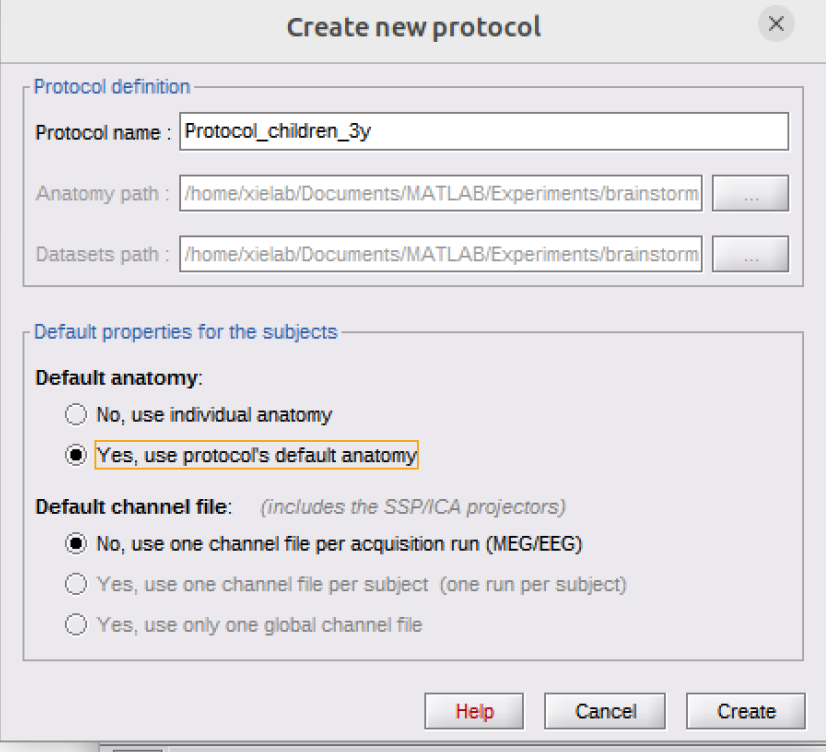 Create new protocol
Protocol definition
Protocol name : Protocol_children_3y
Anatomy path : /home/xielab/Documents/MATLAB/Experiments/brainstorm ...
Datasets path : /home/xielab/Documents/MATLAB/Experiments/brainstorm ...
Default properties for the subjects
Default anatomy:
No, use individual anatomy
Yes, use protocol's default anatomy
Default channel file: (includes the SSP/ICA projectors)
No, use one channel file per acquisition run (MEG/EEG)
Yes, use one channel file per subject (one run per subject)
Yes, use only one global channel file
Help Cancel Create